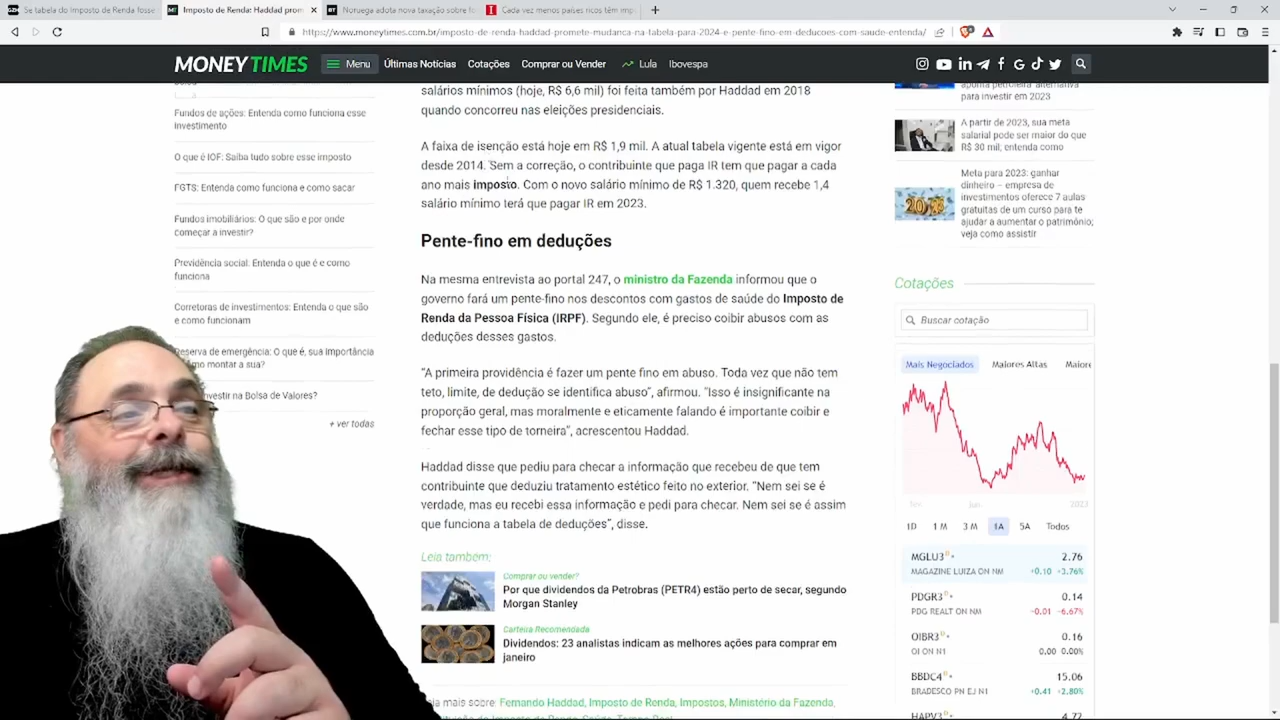 Se tabela do Imposto de Renda fosse
Imposto de Renda: Haddad prom
Noruega adota nova taxação sobre fo
Cada vez menos países ricos têm imp
https://www.moneytimes.com.br/imposto-de-renda-haddad-promete-mudanca-na-tabela-para-2024-e-pente-fino-em-deducoes-com-saude-entenda/
MONEY TIMES
Menu
Últimas Notícias
Cotações
Comprar ou Vender
Lula
Ibovespa
Fundos de ações: Entenda como funciona esse
investimento
O que é IOF: Saiba tudo sobre esse imposto
FGTS: Entenda como funciona e como sacar
Fundos imobiliários: O que são e por onde
começar a investir?
Previdência social: Entenda o que é e como
funciona
Corretoras de investimentos: Entenda o que são
e como funcionam
Reserva de emergência: O que é, sua importância
mo montar a sua?
nvestir na Bolsa de Valores?
+ ver todas
salários mínimos (hoje, R$ 6,6 mil) foi feita também por Haddad em 2018
quando concorreu nas eleições presidenciais.
A faixa de isenção está hoje em R$ 1,9 mil. A atual tabela vigente está em vigor
desde 2014. Sem a correção, o contribuinte que paga IR tem que pagar a cada
ano mais imposto. Com o novo salário mínimo de R$ 1.320, quem recebe 1,4
salário mínimo terá que pagar IR em 2023.
Pente-fino em deduções
Na mesma entrevista ao portal 247, o ministro da Fazenda informou que o
governo fará um pente-fino nos descontos com gastos de saúde do Imposto de
Renda da Pessoa Física (IRPF). Segundo ele, é preciso coibir abusos com as
deduções desses gastos.
“A primeira providência é fazer um pente fino em abuso. Toda vez que não tem
teto, limite, de dedução se identifica abuso”, afirmou. “Isso é insignificante na
proporção geral, mas moralmente e eticamente falando é importante coibir e
fechar esse tipo de torneira”, acrescentou Haddad.
Haddad disse que pediu para checar a informação que recebeu de que tem
contribuinte que deduziu tratamento estético feito no exterior. “Nem sei se é
verdade, mas eu recebi essa informação e pedi para checar. Nem sei se é assim
que funciona a tabela de deduções”, disse.
Leia também:
Comprar ou vender?
Por que dividendos da Petrobras (PETR4) estão perto de secar, segundo
Morgan Stanley
Carteira Recomendada
Dividendos: 23 analistas indicam as melhores ações para comprar em
janeiro
ia mais sobre: Fernando Haddad, Imposto de Renda, Impostos, Ministério da Fazenda,
para investir em 2023
A partir de 2023, sua meta
salarial pode ser maior do que
R$ 30 mil; entenda como
Meta para 2023: ganhar
dinheiro – empresa de
investimentos oferece 7 aulas
gratuitas de um curso para te
ajudar a aumentar o patrimônio;
veja como assistir
Cotações
Buscar cotação
Mais Negociados
Maiores Altas
Maiore
fev
Jun.
2023
1D
1 M
3 M
1A
5A
Todos
MGLU3 D
2.76
MAGAZINE LUIZA ON NM
+0.10 +3.76%
PDGR3 D
0.14
PDG REALT ON NM
-0.01 -6.67%
OIBR3 D
0.16
OI ON N1
0.00 0.00%
BBDC4 D
15.06
BRADESCO PN EJ N1
+0.41 +2.80%
HAPV3 D
4.72